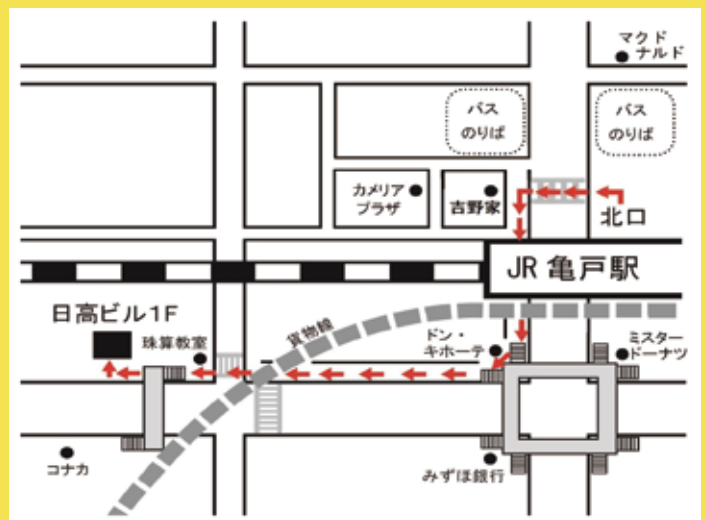 マクド
ナルド
バス
のりば
バス
のりば
カメリア
プラザ
吉野家
北口
JR 亀戸駅
日高ビル1F
珠算教室
貨物線
ドン・
キホーテ
ミスター
ドーナツ
コナカ
みずほ銀行